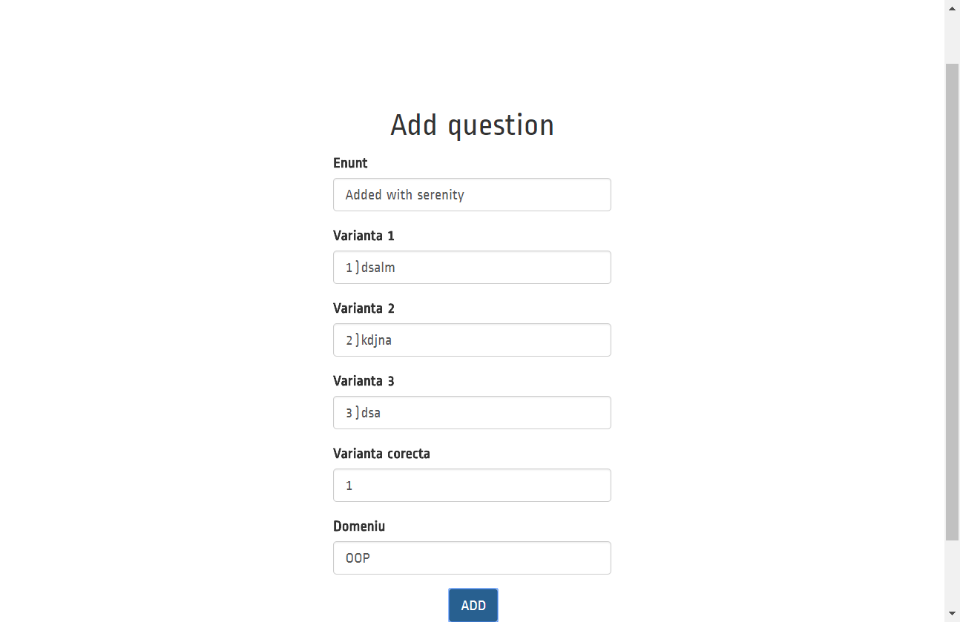 Add question
Enunt
Added with serenity
Varianta 1
1)dsalm
Varianta 2
2)kdjna
Varianta 3
3)dsa
Varianta corecta
1
Domeniu
OOP
ADD